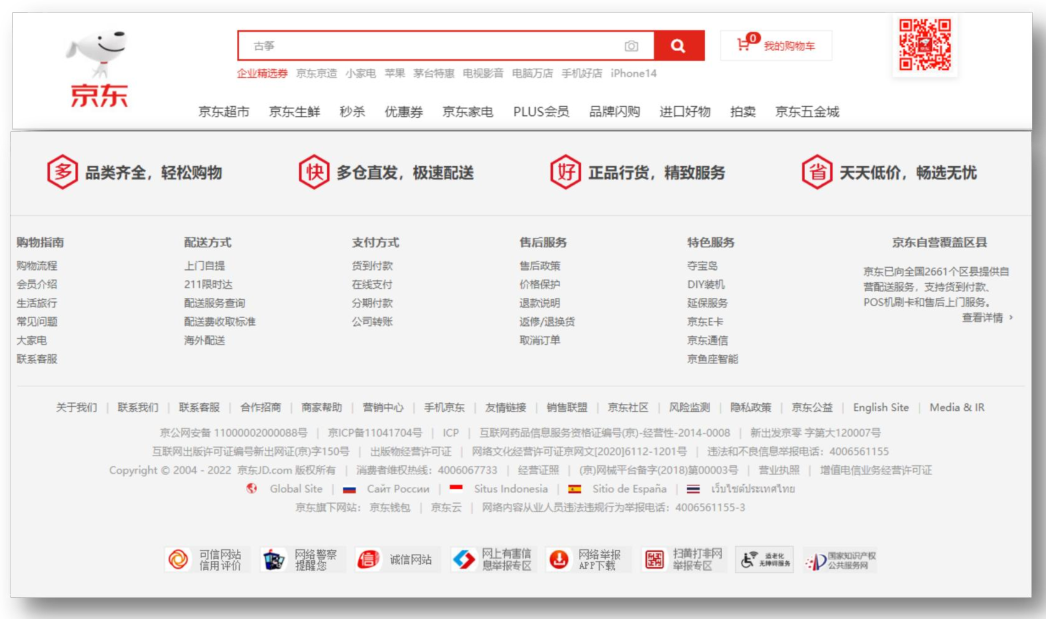 京东
古筝
0 我的购物车
企业精选券 京东京造 小家电 苹果 茅台特惠 电视影音 电脑万店 手机好店 iPhone14
京东超市 京东生鲜 秒杀 优惠券 京东家电 PLUS会员 品牌闪购 进口好物 拍卖 京东五金城
多 品类齐全，轻松购物 快 多仓直发，极速配送 好 正品行货，精致服务 省 天天低价，畅选无忧
购物指南
购物流程
会员介绍
生活旅行
常见问题
大家电
联系客服
配送方式
上门自提
211限时达
配送服务查询
配送费收取标准
海外配送
支付方式
货到付款
在线支付
分期付款
公司转账
售后服务
售后政策
价格保护
退款说明
返修/退换货
取消订单
特色服务
夺宝岛
DIY装机
延保服务
京东E卡
京东通信
京鱼座智能
京东自营覆盖区县
京东已向全国2661个区县提供自
营配送服务，支持货到付款、
POS机刷卡和售后上门服务。
查看详情 ›
关于我们 | 联系我们 | 联系客服 | 合作招商 | 商家帮助 | 营销中心 | 手机京东 | 友情链接 | 销售联盟 | 京东社区 | 风险监测 | 隐私政策 | 京东公益 | English Site | Media & IR
京公网安备 11000002000088号 | 京ICP备11041704号 | ICP | 互联网药品信息服务资格证编号(京)-经营性-2014-0008 | 新出发京零 字第大120007号
互联网出版许可证编号新出网证(京)字150号 | 出版物经营许可证 | 网络文化经营许可证京网文[2020]6112-1201号 | 违法和不良信息举报电话：4006561155
Copyright © 2004 - 2022 京东JD.com 版权所有 | 消费者维权热线：4006067733 | 经营证照 | (京)网械平台备字(2018)第00003号 | 营业执照 | 增值电信业务经营许可证
Global Site | Сайт России | Situs Indonesia | Sitio de España | เว็บไซต์ประเทศไทย
京东旗下网站：京东钱包 | 京东云 | 网络内容从业人员违法违规行为举报电话：4006561155-3
可信网站
信用评价
网络警察
提醒您
信 诚信网站
网上有害信
息举报专区
网络举报
APP下载
扫黄打非网
举报专区
适老化
无障碍服务
国家知识产权
公共服务网